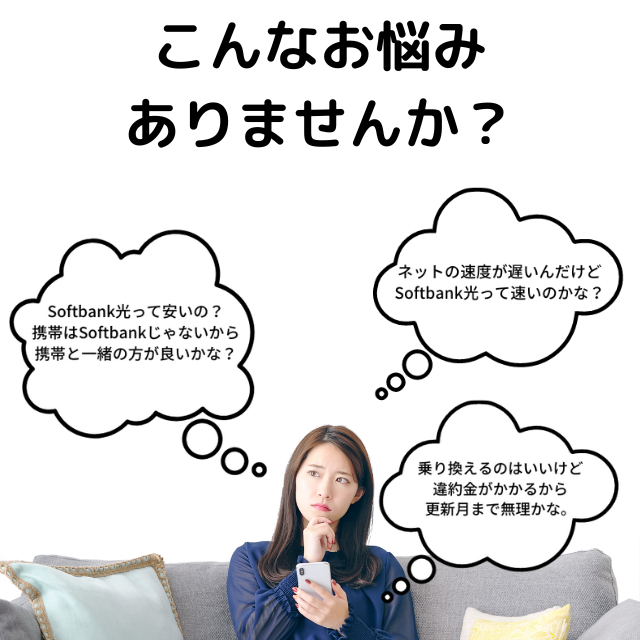 こんなお悩み
ありませんか？
Softbank光って安いの？
携帯はSoftbankじゃないから
携帯と一緒の方が良いかな？
ネットの速度が遅いんだけど
Softbank光って速いのかな？
乗り換えるのはいいけど
違約金がかかるから
更新月まで無理かな。